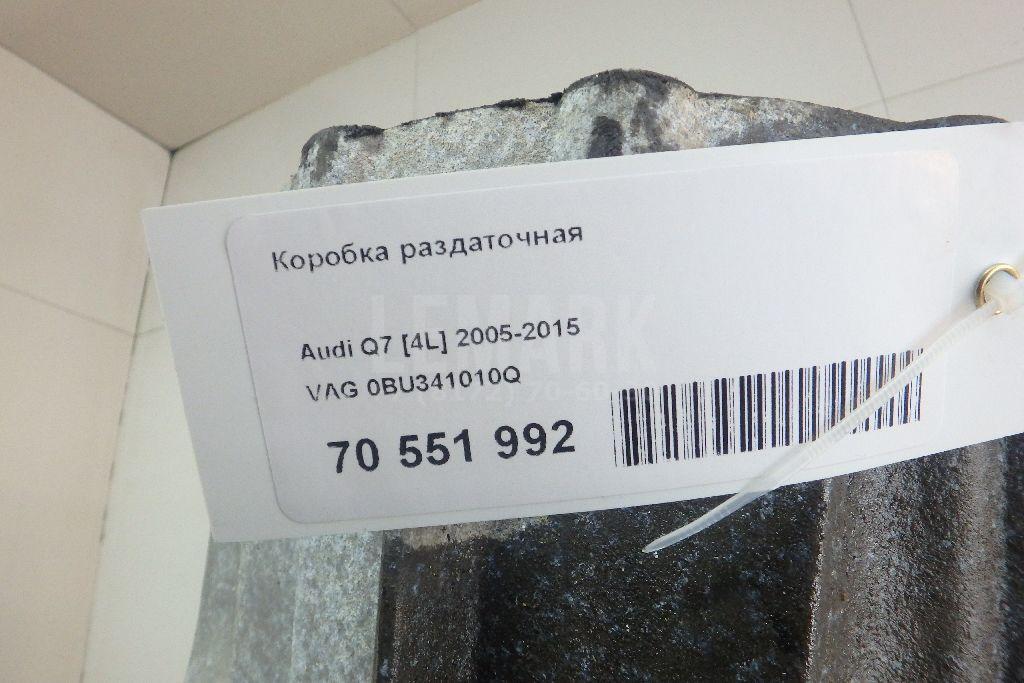 Коробка раздаточная
LEMARK
Audi Q7 [4L] 2005-2015
VAG 0BU341010Q
70 551 992